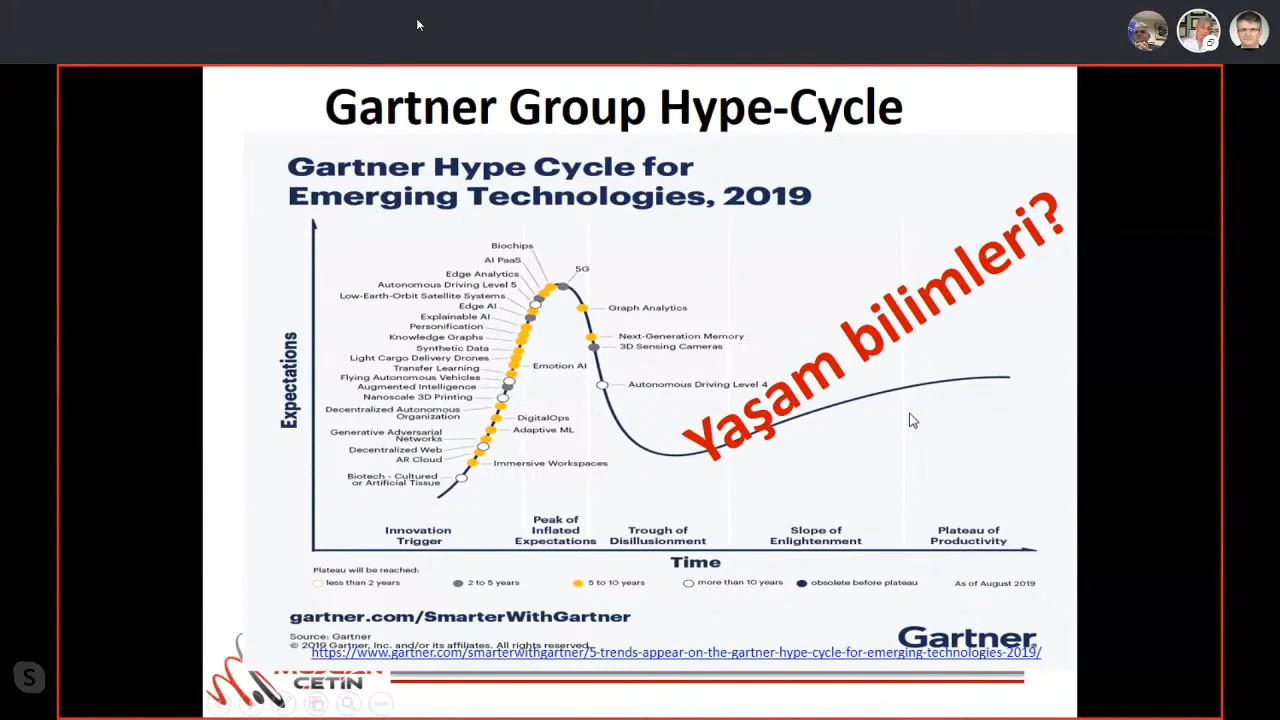 Gartner Group Hype-Cycle
Gartner Hype Cycle for
Emerging Technologies, 2019
Yaşam bilimleri?
Expectations
Biochips
AI PaaS
5G
Edge Analytics
Autonomous Driving Level 5
Low-Earth-Orbit Satellite Systems
Edge AI
Graph Analytics
Explainable AI
Personification
Knowledge Graphs
Next-Generation Memory
Synthetic Data
3D Sensing Cameras
Light Cargo Delivery Drones
Transfer Learning
Emotion AI
Flying Autonomous Vehicles
Augmented Intelligence
Autonomous Driving Level 4
Nanoscale 3D Printing
Decentralized Autonomous
Organization
DigitalOps
Generative Adversarial
Networks
Adaptive ML
Decentralized Web
AR Cloud
Immersive Workspaces
Biotech - Cultured
or Artificial Tissue
Innovation
Trigger
Peak of
Inflated
Expectations
Trough of
Disillusionment
Slope of
Enlightenment
Plateau of
Productivity
Time
Plateau will be reached:
less than 2 years
2 to 5 years
5 to 10 years
more than 10 years
obsolete before plateau
As of August 2019
gartner.com/SmarterWithGartner
Source: Gartner
© 2019 Gartner, Inc. and/or its affiliates. All rights reserved.
Gartner
https://www.gartner.com/smarterwithgartner/5-trends-appear-on-the-gartner-hype-cycle-for-emerging-technologies-2019/
CETIN
S